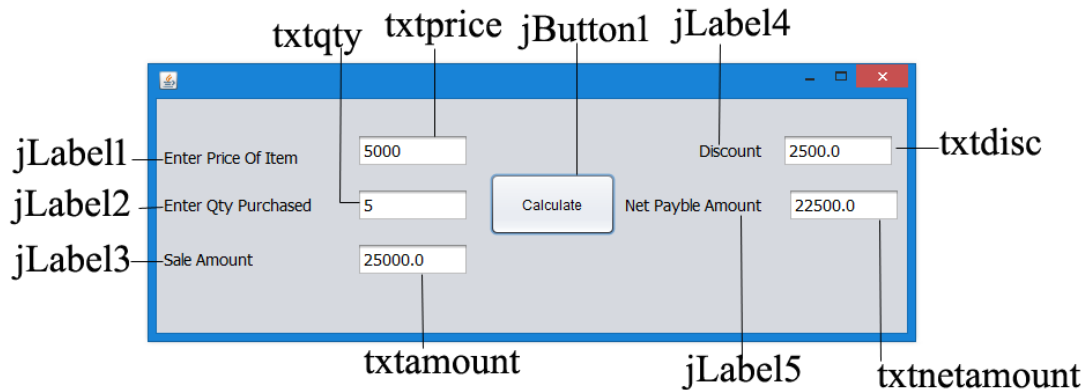 txtqty txtprice jButton1 jLabel4
jLabel1 Enter Price Of Item 5000 Discount 2500.0 txtdisc
jLabel2 Enter Qty Purchased 5 Calculate Net Payble Amount 22500.0
jLabel3 Sale Amount 25000.0
txtamount jLabel5 txtnetamount